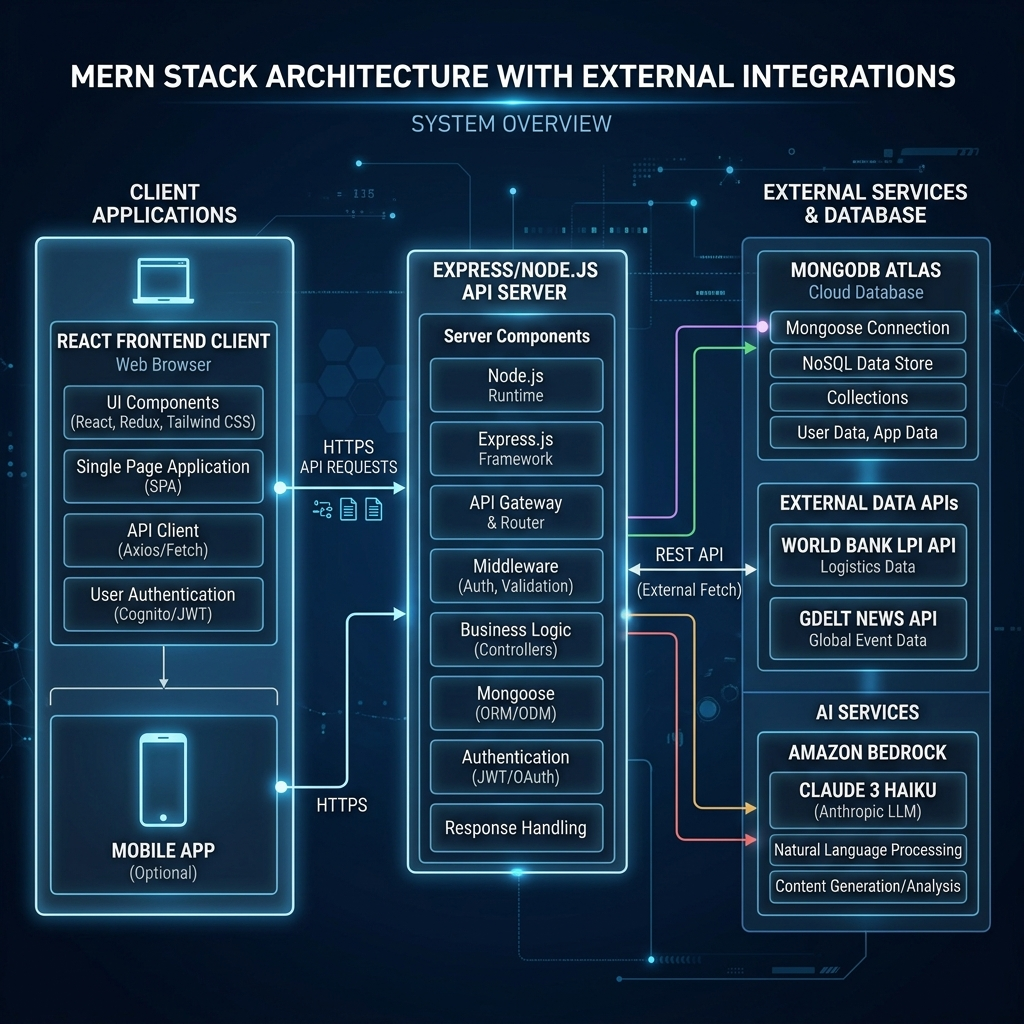 MERN STACK ARCHITECTURE WITH EXTERNAL INTEGRATIONS
SYSTEM OVERVIEW
CLIENT
APPLICATIONS
REACT FRONTEND CLIENT
Web Browser
UI Components
(React, Redux, Tailwind CSS)
Single Page Application
(SPA)
API Client
(Axios/Fetch)
User Authentication
(Cognito/JWT)
MOBILE APP
(Optional)
HTTPS
API REQUESTS
HTTPS
EXPRESS/NODE.JS
API SERVER
Server Components
Node.js
Runtime
Express.js
Framework
API Gateway
& Router
Middleware
(Auth, Validation)
Business Logic
(Controllers)
Mongoose
(ORM/ODM)
Authentication
(JWT/OAuth)
Response Handling
REST API
(External Fetch)
EXTERNAL SERVICES
& DATABASE
MONGODB ATLAS
Cloud Database
Mongoose Connection
NoSQL Data Store
Collections
User Data, App Data
EXTERNAL DATA APIs
WORLD BANK LPI API
Logistics Data
GDELT NEWS API
Global Event Data
AI SERVICES
AMAZON BEDROCK
CLAUDE 3 HAIKU
(Anthropic LLM)
Natural Language Processing
Content Generation/Analysis